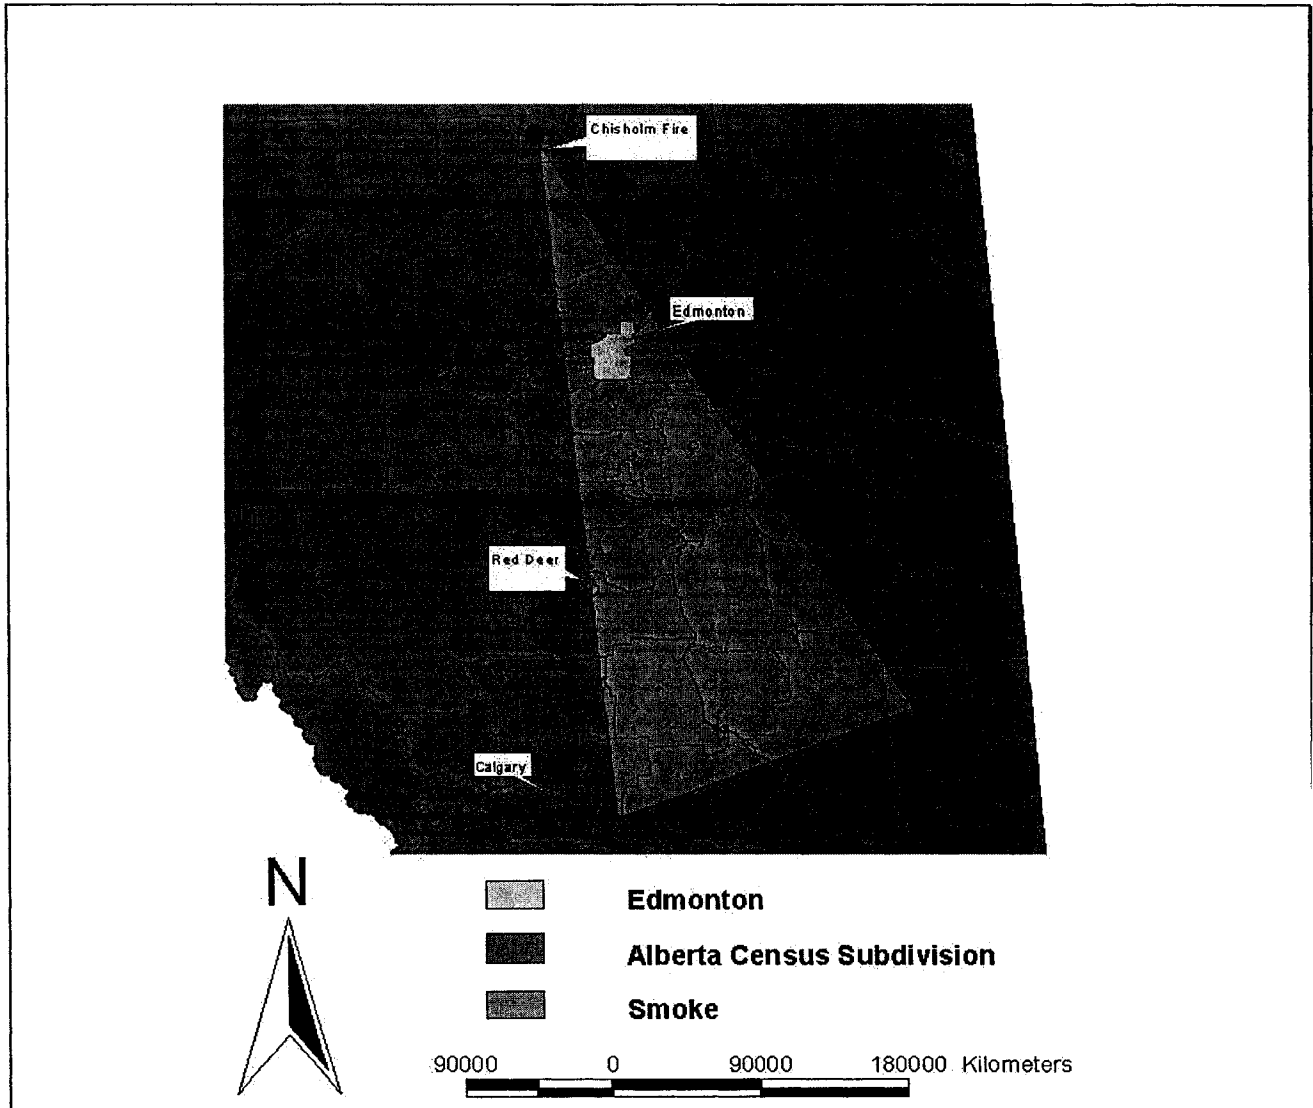 Chisholm Fire
Edmonton
Red Deer
Calgary
N
Edmonton
Alberta Census Subdivision
Smoke
90000 0 90000 180000 Kilometers